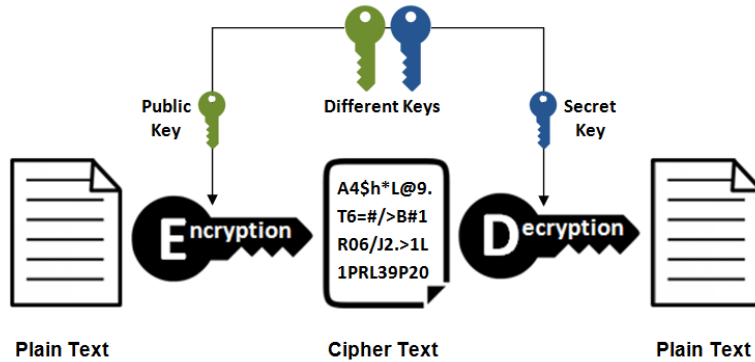 Public
Key
Different Keys
Secret
Key
Encryption
A4$h*L@9.
T6=#/>B#1
R06/J2.>1L
1PRL39P20
Decryption
Plain Text
Cipher Text
Plain Text